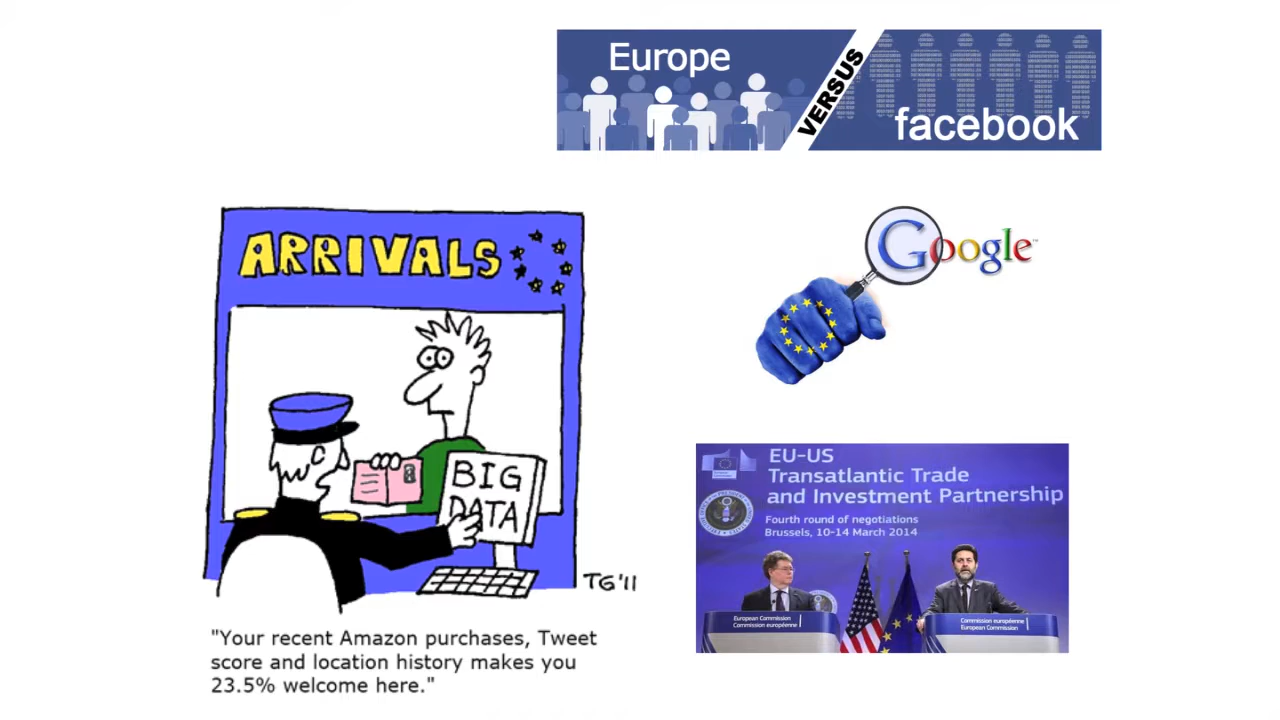 Europe
VERSUS
facebook
ARRIVALS
BIG
DATA
TG'11
"Your recent Amazon purchases, Tweet
score and location history makes you
23.5% welcome here."
Google™
EU-US
Transatlantic Trade
and Investment Partnership
Fourth round of negotiations
Brussels, 10-14 March 2014
European Commission
Commission européenne
Commission européenne
European Commission